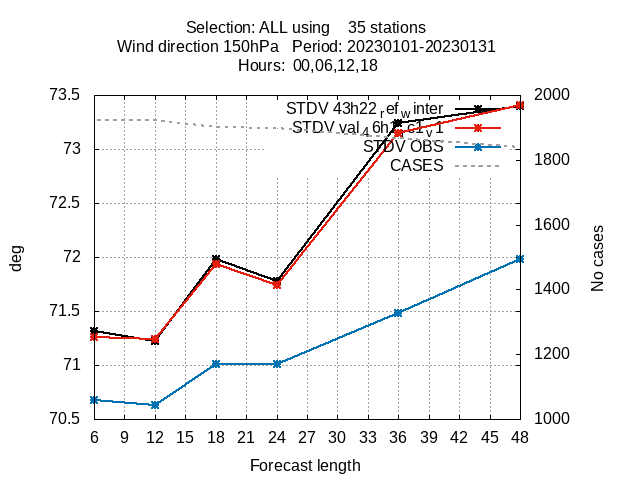 Selection: ALL using    35 stations
Wind direction 150hPa   Period: 20230101-20230131
Hours: 00,06,12,18
73.5
73
72.5
72
71.5
71
70.5
2000
1800
1600
1400
1200
1000
deg
No cases
STDV 43h22_ref_winter
STDV OBS
CASES
6 9 12 15 18 21 24 27 30 33 36 39 42 45 48
Forecast length